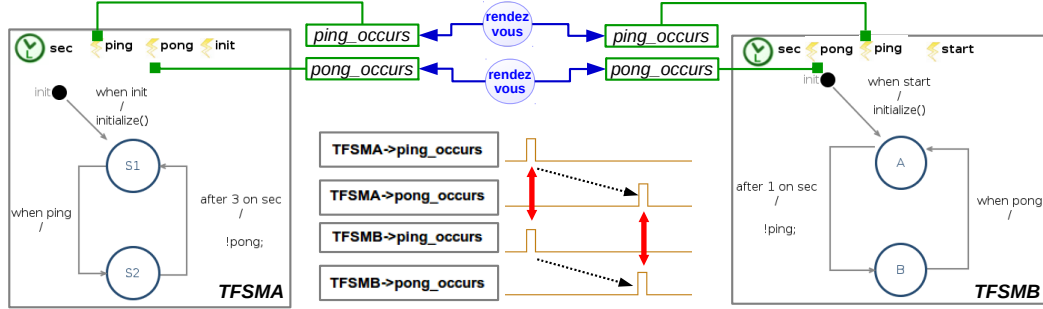 sec
ping
pong
init
init
when init
/
initialize()
S1
when ping
/
after 3 on sec
/
!pong;
S2
TFSMA
ping_occurs
pong_occurs
rendez
vous
rendez
vous
ping_occurs
pong_occurs
TFSMA->ping_occurs
TFSMA->pong_occurs
TFSMB->ping_occurs
TFSMB->pong_occurs
sec
pong
ping
start
init
when start
/
initialize()
A
after 1 on sec
/
!ping;
when pong
/
B
TFSMB